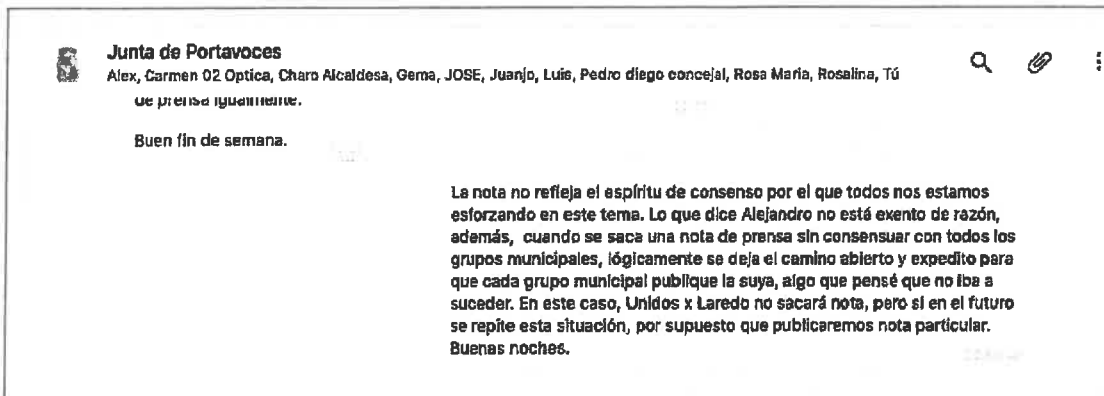 Junta de Portavoces
Alex, Carmen 02 Optica, Charo Alcaldesa, Gema, JOSE, Juanjo, Luis, Pedro diego concejal, Rosa Maria, Rosalina, Tú
de prensa igualmente.
Buen fin de semana.
La nota no refleja el espíritu de consenso por el que todos nos estamos
esforzando en este tema. Lo que dice Alejandro no está exento de razón,
además, cuando se saca una nota de prensa sin consensuar con todos los
grupos municipales, lógicamente se deja el camino abierto y expedito para
que cada grupo municipal publique la suya, algo que pensé que no iba a
suceder. En este caso, Unidos x Laredo no sacará nota, pero si en el futuro
se repite esta situación, por supuesto que publicaremos nota particular.
Buenas noches.